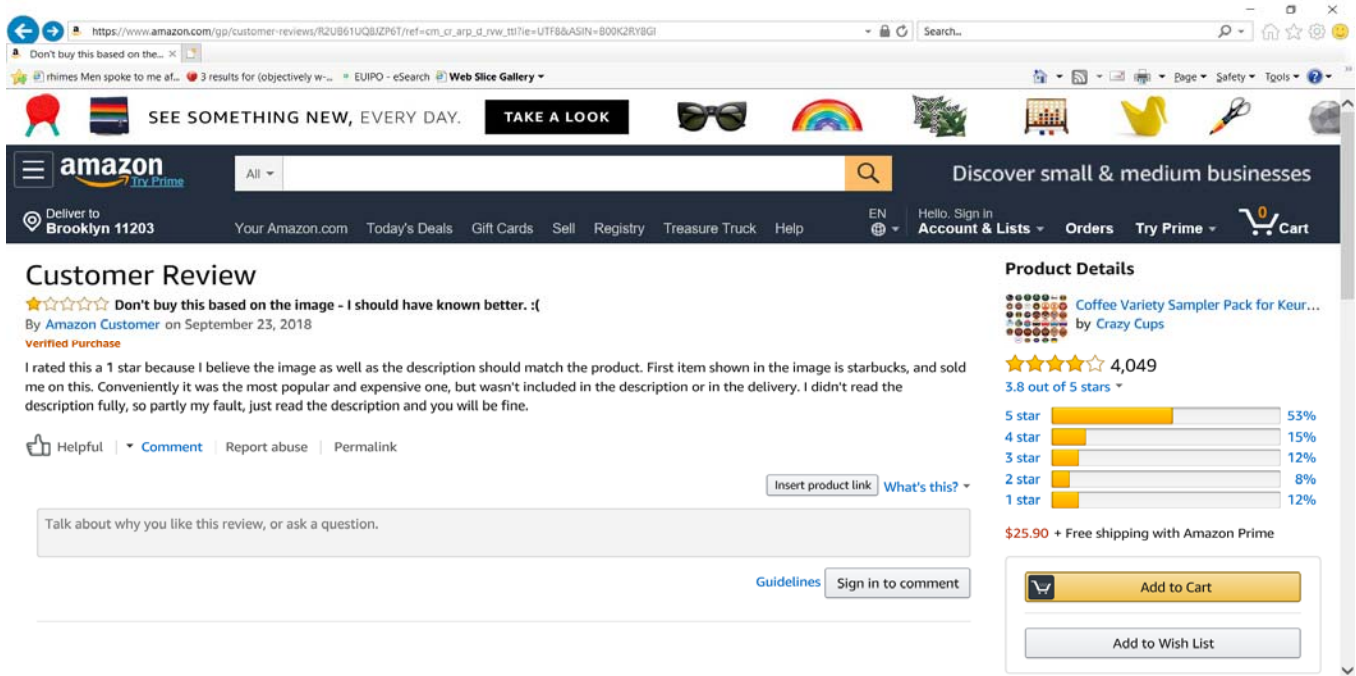 https://www.amazon.com/gp/customer-reviews/R2UB61UQ8JZP6T/ref=cm_cr_arp_d_rvw_ttl?ie=UTF8&ASIN=B00K2RY8GI
Search...
Don't buy this based on the...
rhimes Men spoke to me af... 3 results for (objectively w-... EUIPO - eSearch Web Slice Gallery
Page Safety Tools
SEE SOMETHING NEW, EVERY DAY. TAKE A LOOK
amazon
Try Prime
All
Discover small & medium businesses
Deliver to
Brooklyn 11203
Your Amazon.com Today's Deals Gift Cards Sell Registry Treasure Truck Help
EN
Hello. Sign in
Account & Lists Orders Try Prime 0 Cart
Customer Review
Don't buy this based on the image - I should have known better. :(
By Amazon Customer on September 23, 2018
Verified Purchase
I rated this a 1 star because I believe the image as well as the description should match the product. First item shown in the image is starbucks, and sold
me on this. Conveniently it was the most popular and expensive one, but wasn't included in the description or in the delivery. I didn't read the
description fully, so partly my fault, just read the description and you will be fine.
Helpful | Comment | Report abuse | Permalink
Insert product link What's this?
Talk about why you like this review, or ask a question.
Guidelines Sign in to comment
Product Details
Coffee Variety Sampler Pack for Keur...
by Crazy Cups
4,049
3.8 out of 5 stars
5 star 53%
4 star 15%
3 star 12%
2 star 8%
1 star 12%
$25.90 + Free shipping with Amazon Prime
Add to Cart
Add to Wish List